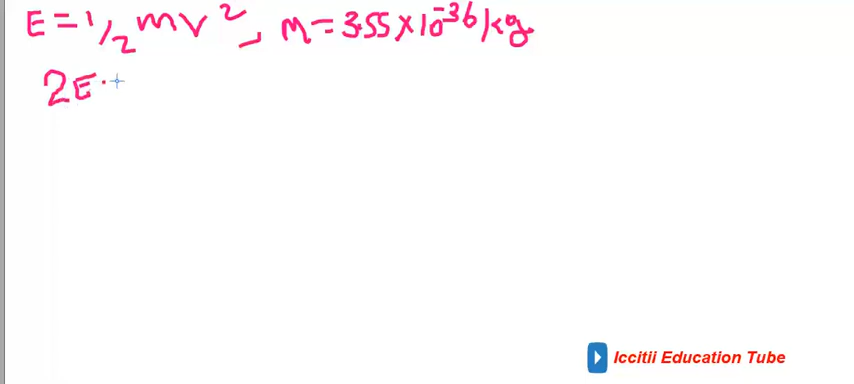 E = 1/2 mv², m = 3.55 × 10⁻³⁶ kg.
2E
Iccitii Education Tube